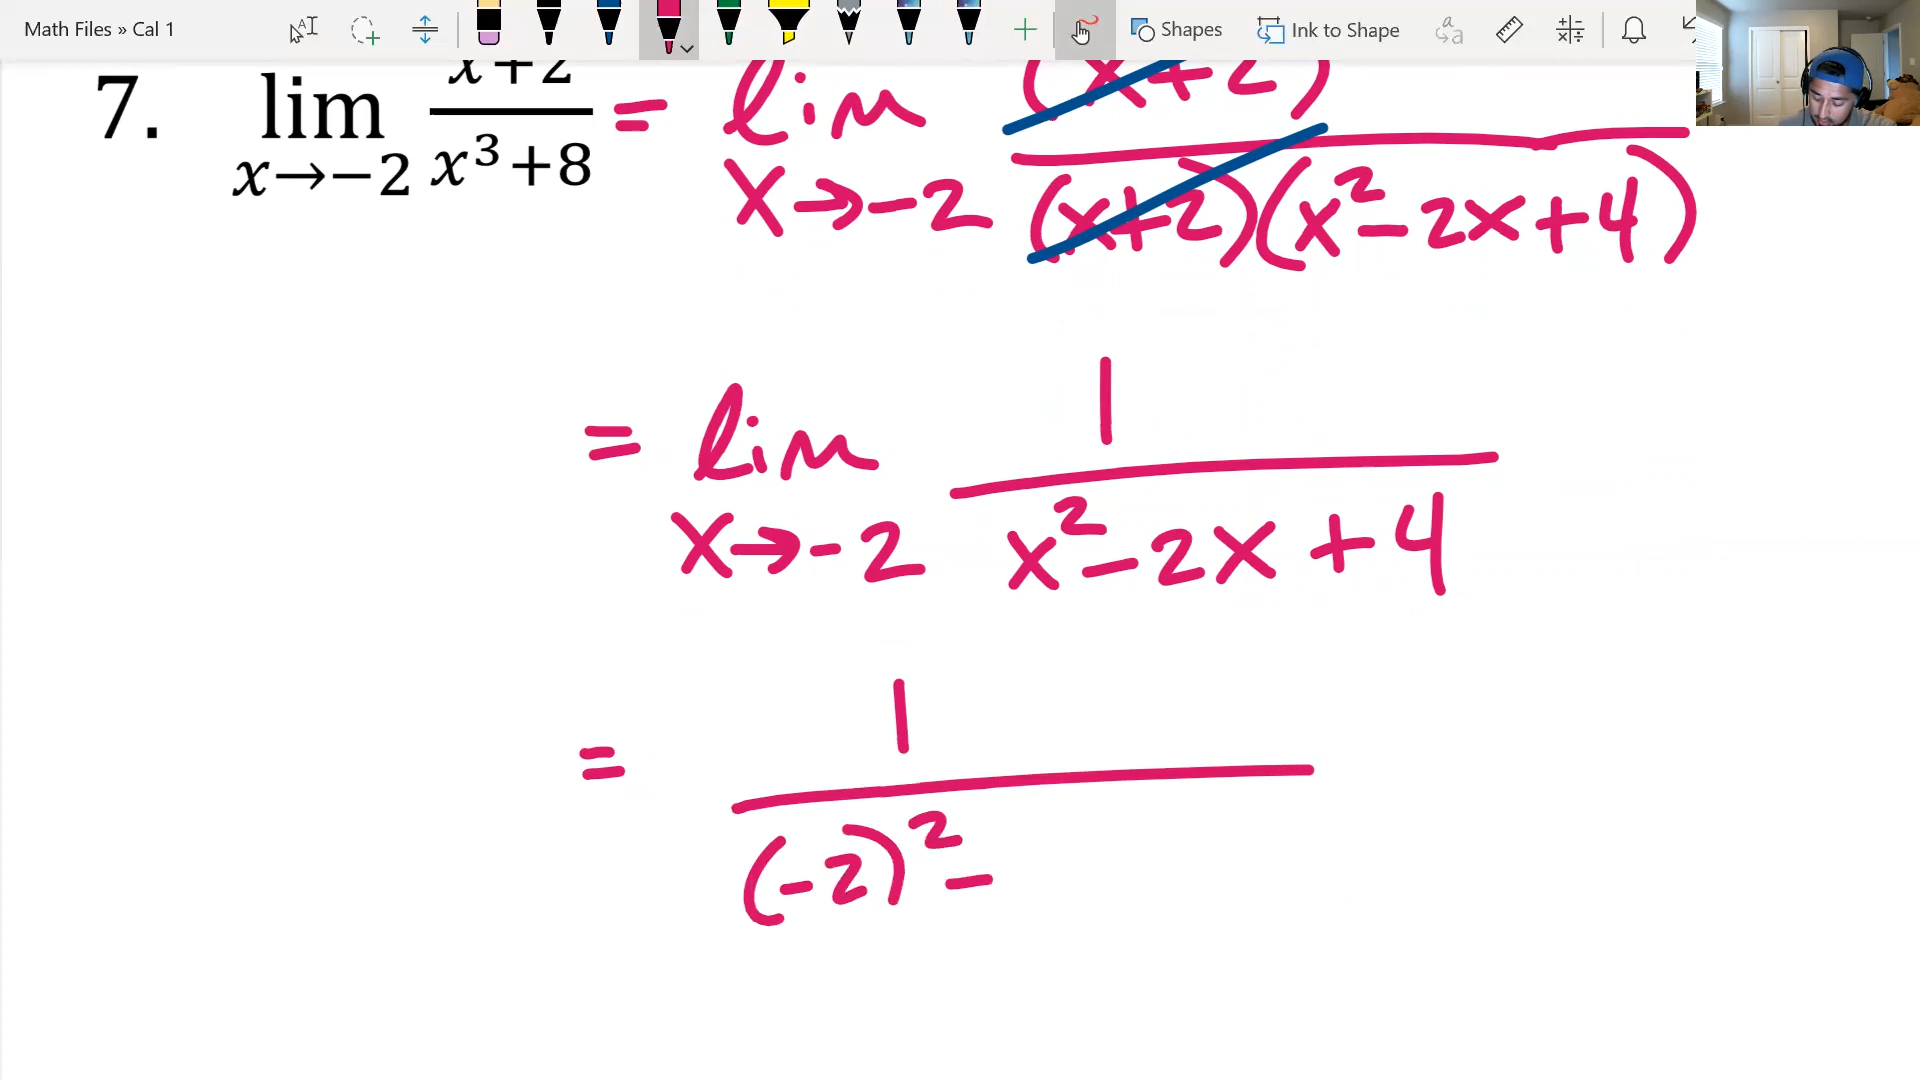 Math Files » Cal 1 Shapes Ink to Shape
7. lim x→-2 x+2 / x³+8 = lim x→-2 (x+2) / (x+2)(x²-2x+4)
= lim x→-2 1 / x²-2x+4
= 1 / (-2)²-